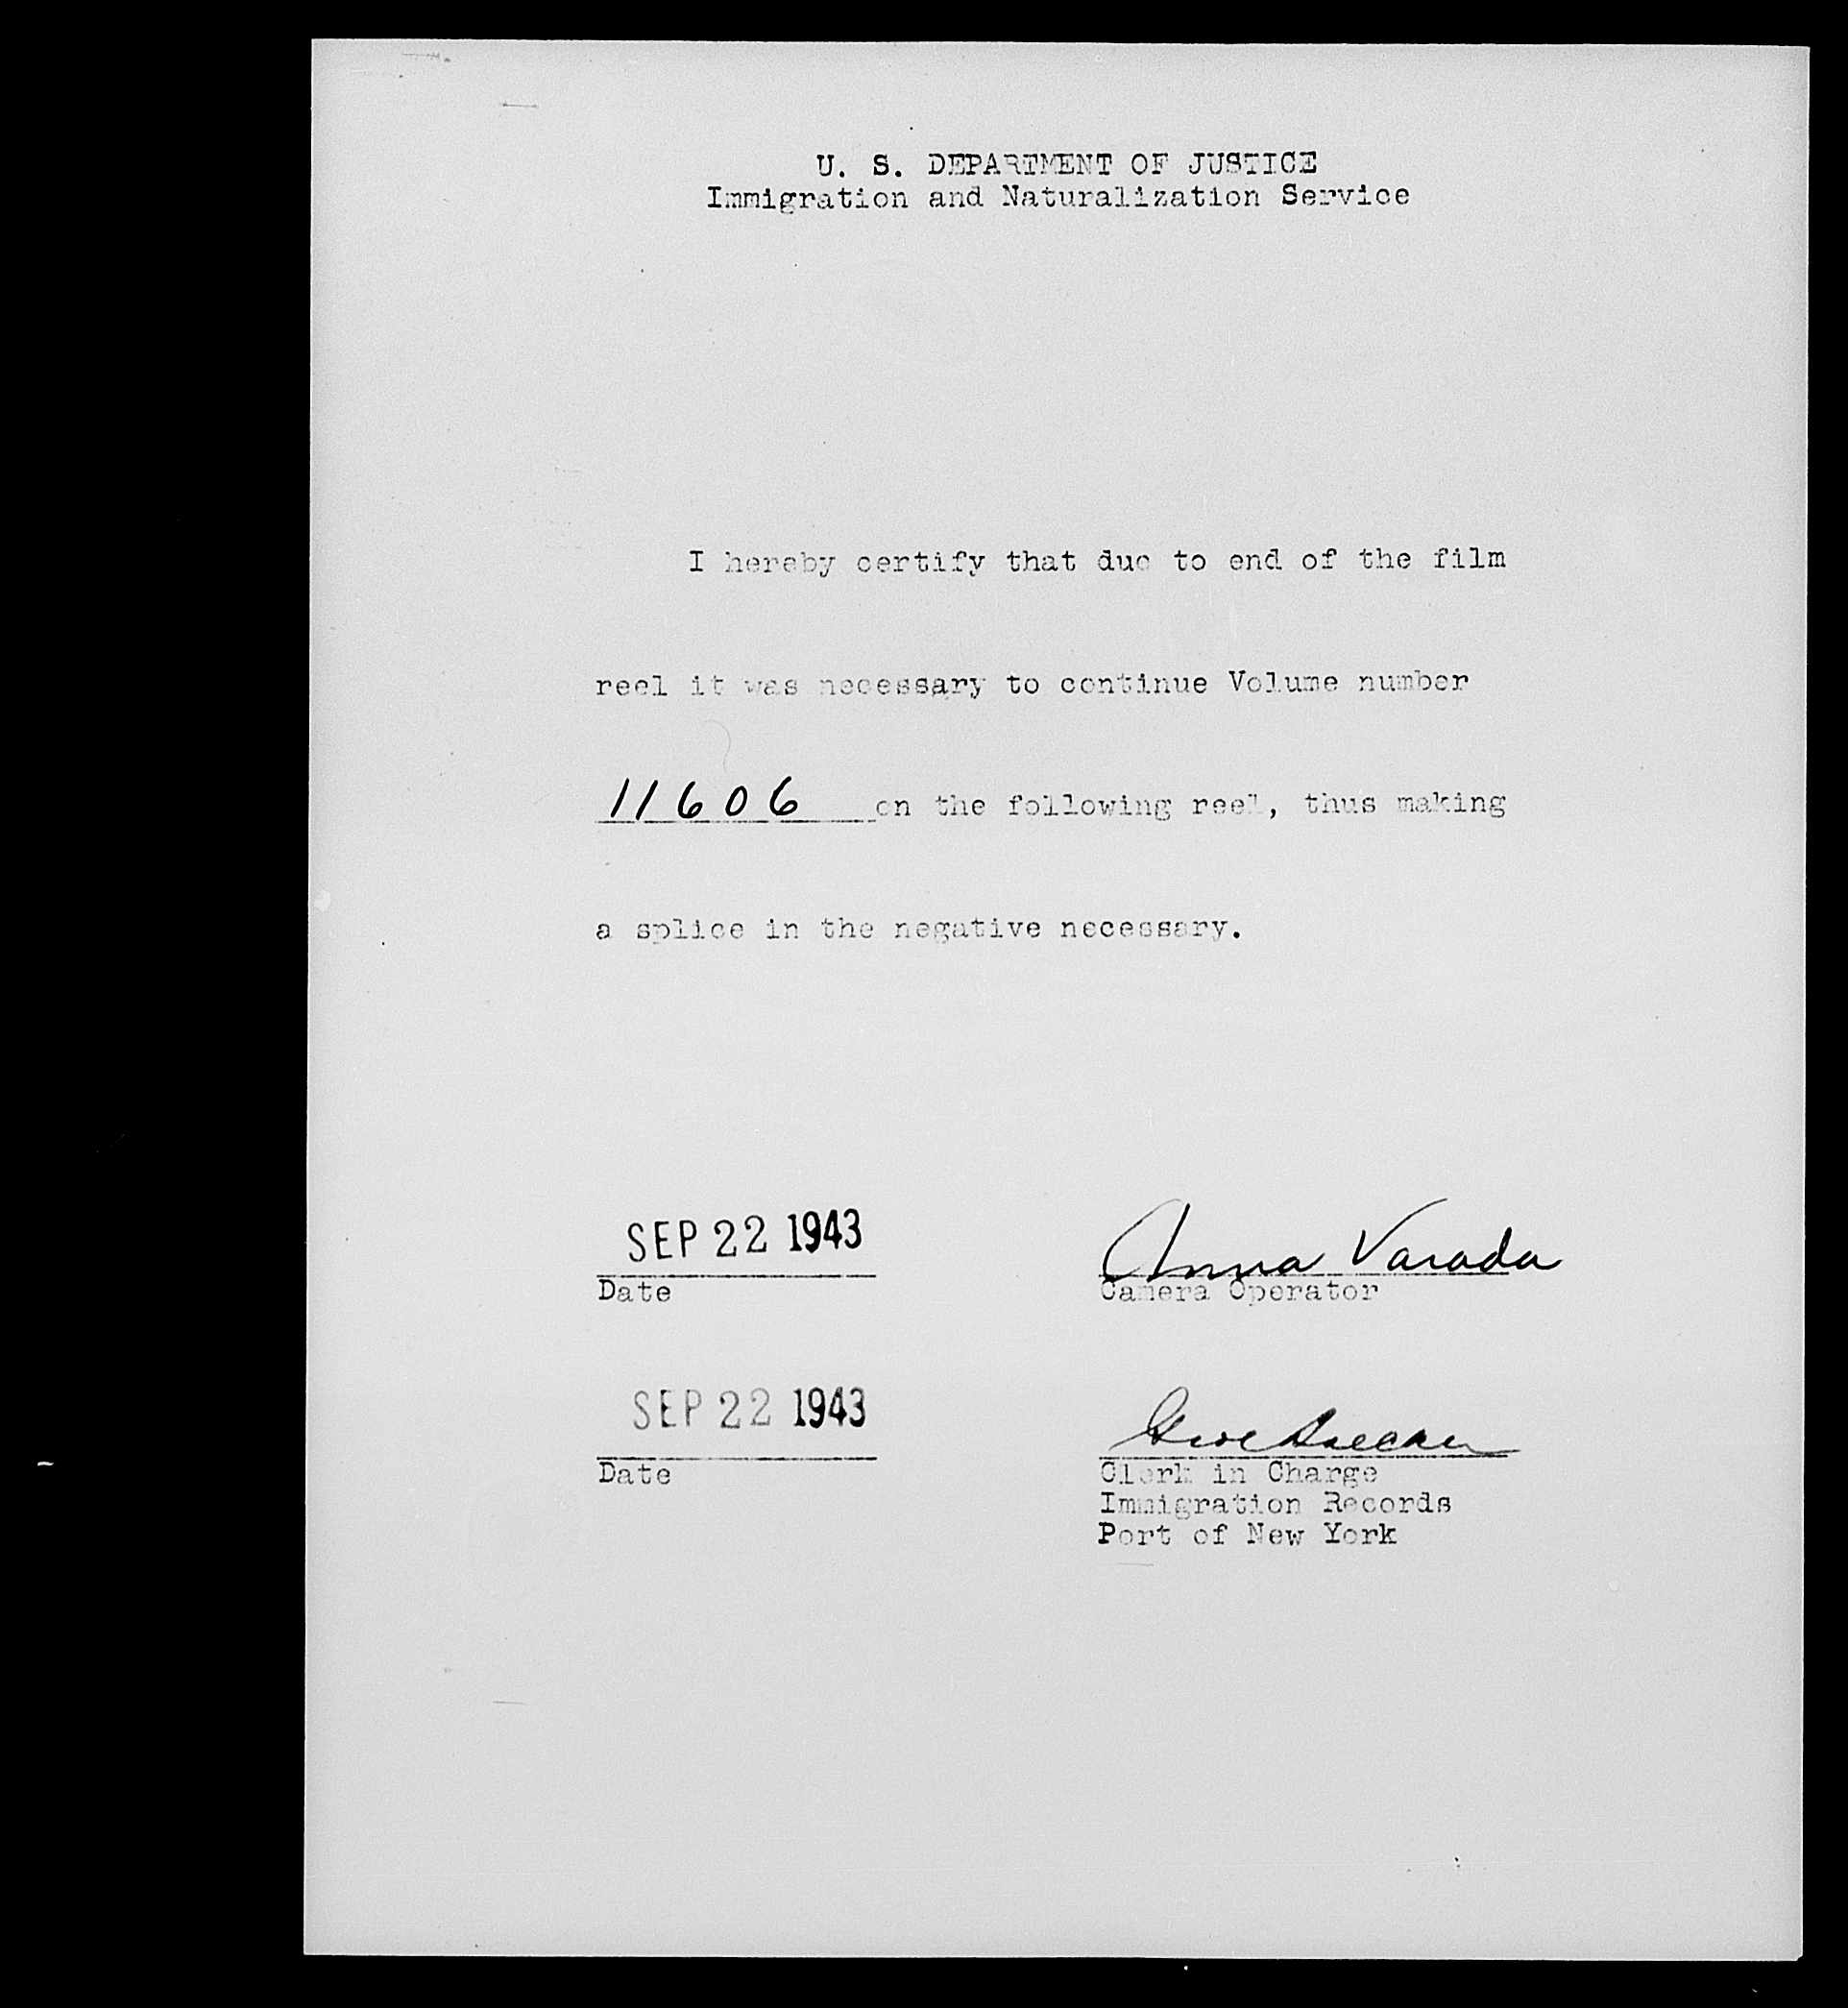 U. S. DEPARTMENT OF JUSTICE
Immigration and Naturalization Service
I hereby certify that due to end of the film
reel it was necessary to continue Volume number
11606 on the following reel, thus making
a splice in the negative necessary.
SEP 22 1943
Anna Varada
Date
Camera Operator
SEP 22 1943
Date
Clerk in Charge
Immigration Records
Port of New York